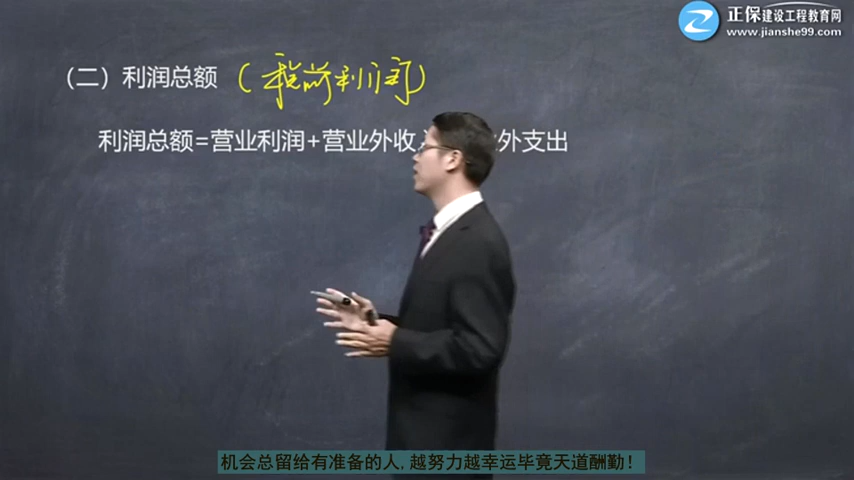 正保建设工程教育网
www.jianshe99.com
（二）利润总额（税前利润）
利润总额=营业利润+营业外收 外支出
机会总留给有准备的人,越努力越幸运毕竟天道酬勤！